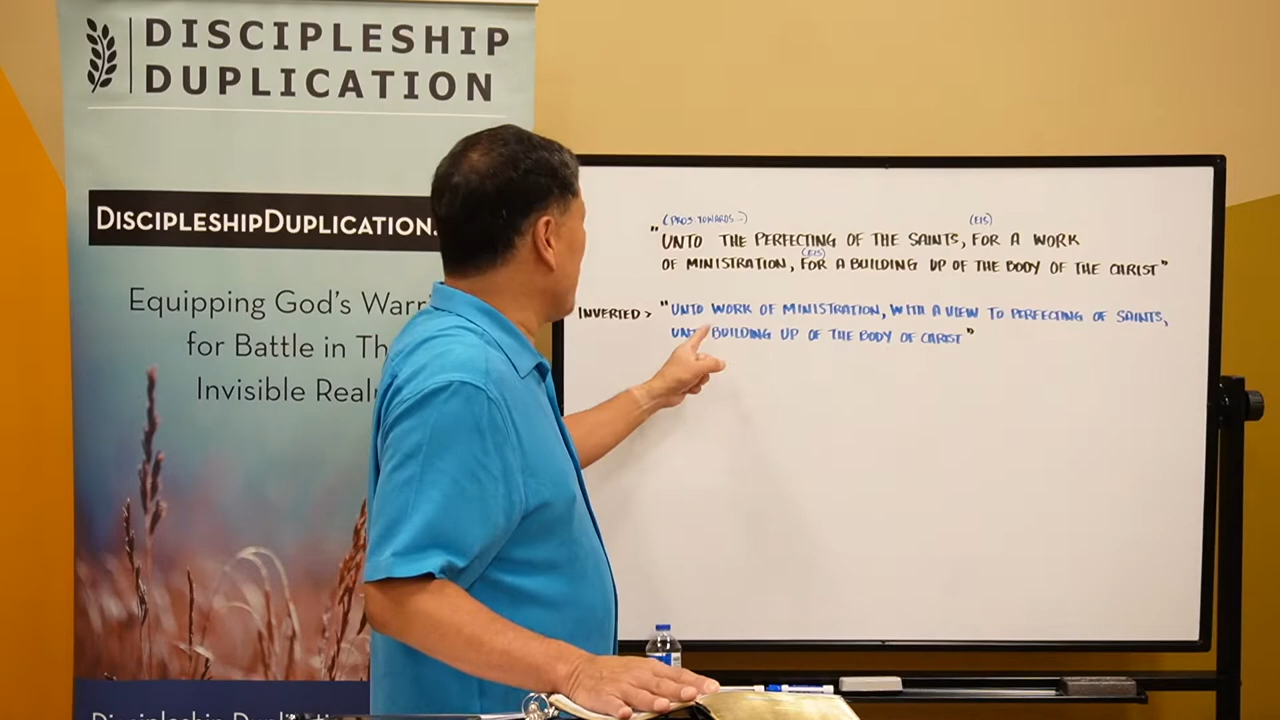 DISCIPLESHIP
DUPLICATION
DISCIPLESHIPDUPLICATION.
Equipping God's
for Battle in
Invisible
Discipleship
(PROS. TOWARDS -)
(EIS)
"UNTO THE PERFECTING OF THE SAINTS, FOR A WORK
(EIS)
OF MINISTRATION, FOR A BUILDING UP OF THE BODY OF THE CHRIST"
INVERTED > "UNTO WORK OF MINISTRATION, WITH A VIEW TO PERFECTING OF SAINTS,
BUILDING UP OF THE BODY OF CHRIST"